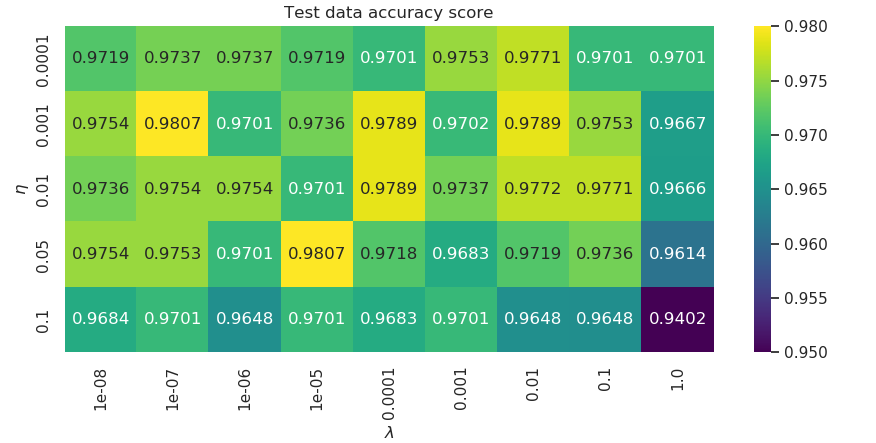 Test data accuracy score
η
0.0001 0.9719 0.9737 0.9737 0.9719 0.9701 0.9753 0.9771 0.9701 0.9701
0.001 0.9754 0.9807 0.9701 0.9736 0.9789 0.9702 0.9789 0.9753 0.9667
0.01 0.9736 0.9754 0.9754 0.9701 0.9789 0.9737 0.9772 0.9771 0.9666
0.05 0.9754 0.9753 0.9701 0.9807 0.9718 0.9683 0.9719 0.9736 0.9614
0.1 0.9684 0.9701 0.9648 0.9701 0.9683 0.9701 0.9648 0.9648 0.9402
1e-08 1e-07 1e-06 1e-05 0.0001 0.001 0.01 0.1 1.0
λ
0.980
0.975
0.970
0.965
0.960
0.955
0.950